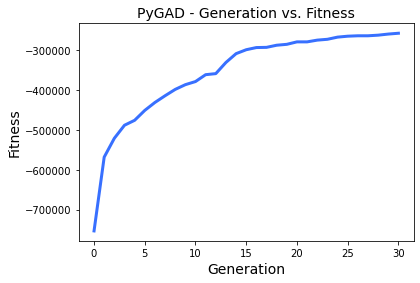 PyGAD - Generation vs. Fitness
−300000
−400000
−500000
−600000
−700000
Fitness
0 5 10 15 20 25 30
Generation